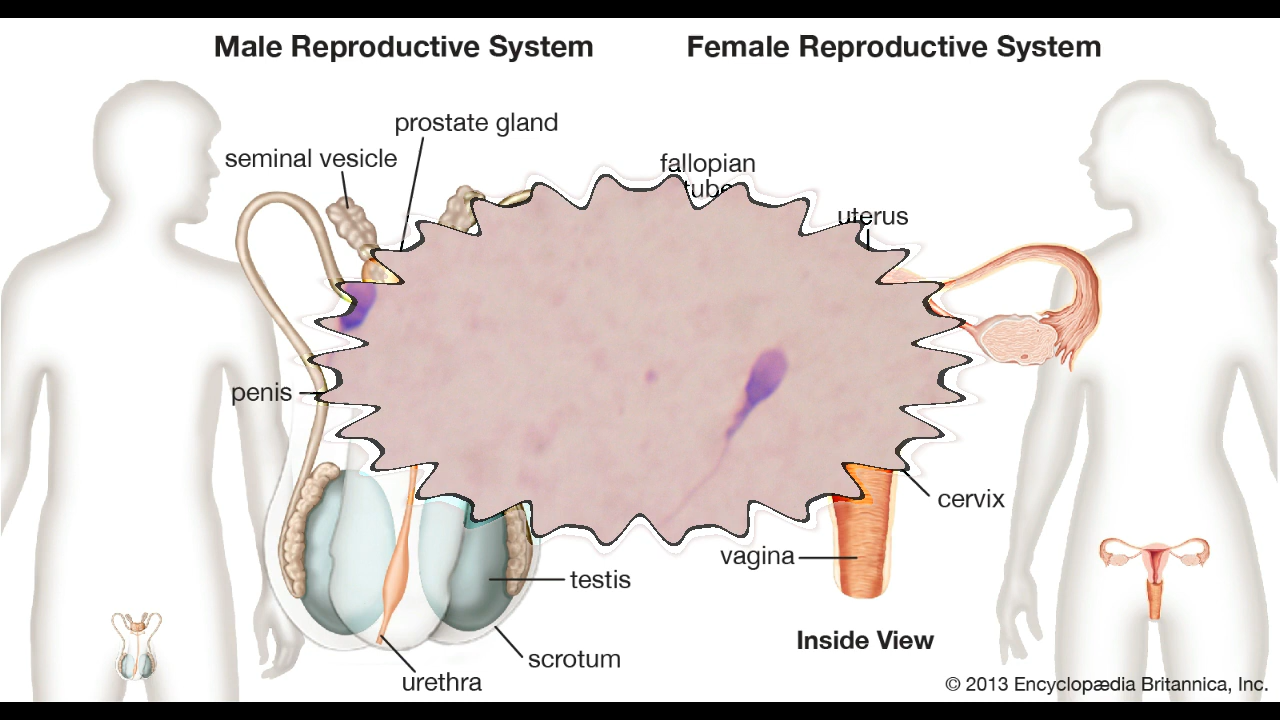 Male Reproductive System
Female Reproductive System
prostate gland
seminal vesicle
fallopian
tube
uterus
penis
cervix
vagina
testis
Inside View
scrotum
urethra
© 2013 Encyclopædia Britannica, Inc.